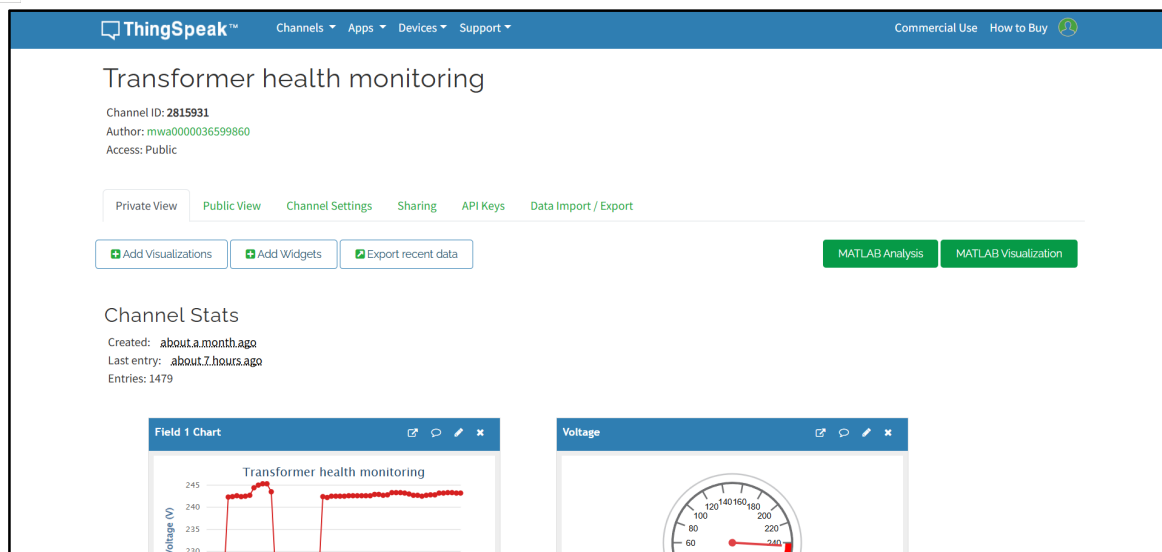 ThingSpeak™ Channels Apps Devices Support Commercial Use How to Buy
Transformer health monitoring
Channel ID: 2815931
Author: mwa0000036599860
Access: Public
Private View Public View Channel Settings Sharing API Keys Data Import / Export
Add Visualizations Add Widgets Export recent data MATLAB Analysis MATLAB Visualization
Channel Stats
Created: about a month ago
Last entry: about 7 hours ago
Entries: 1479
Field 1 Chart
Transformer health monitoring
245
240
235
230
Voltage (V)
Voltage
60
80
100
120
140
160
180
200
220
240